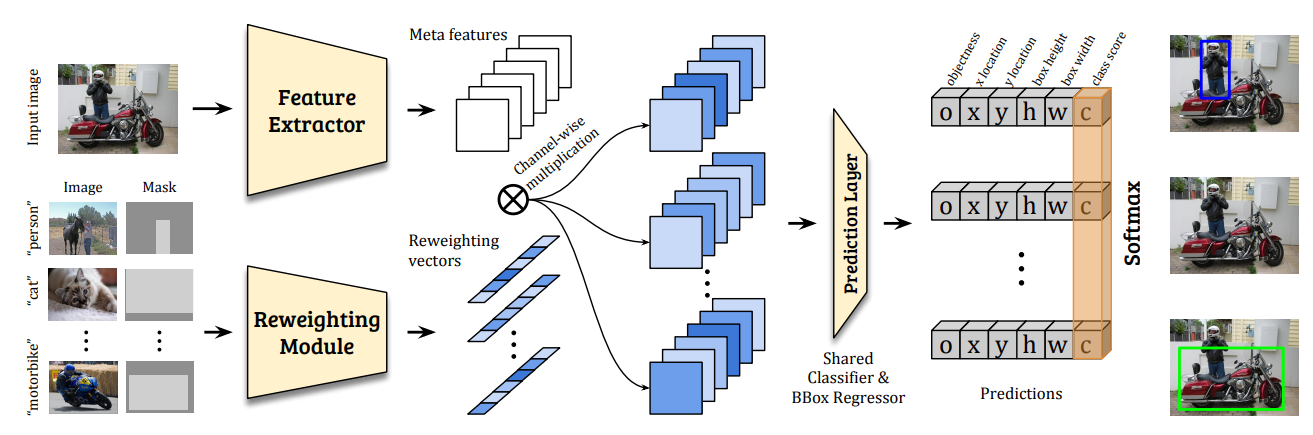 Input image
Feature
Extractor
Meta features
Channel-wise
multiplication
Image
Mask
"person"
"cat"
"motorbike"
Reweighting
Module
Reweighting
vectors
Prediction Layer
Shared
Classifier &
BBox Regressor
objectness
x location
y location
box height
box width
class score
o x y h w c
o x y h w c
o x y h w c
Softmax
Predictions